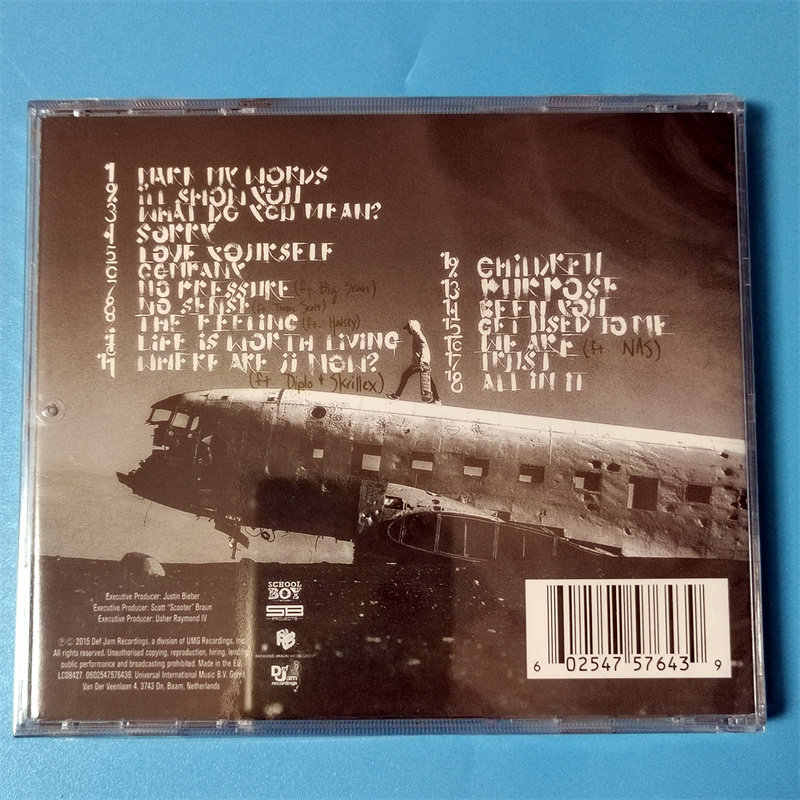 1 MARK MY WORDS
2 I'll SHOW YOU
3 WHAT DO YOU MEAN?
4 SORRY
5 LOVE YOURSELF
6 COMPANY
7 NO PRESSURE (ft. Big Sean)
8 NO SENSE (ft. Travis Scott)
9 THE FEELING (ft. Halsey)
10 LIFE IS WORTH LIVING
11 WHERE ARE Ü NOW?
(ft. Diplo + Skrillex)
12 CHiLDREN
13 PURPOSE
14 BEEN YOU
15 GET USED TO ME
16 WE ARE (ft. NAS)
17 TRUST
18 ALL IN IT
Executive Producer: Justin Bieber
Executive Producer: Scott "Scooter" Braun
Executive Producer: Usher Raymond IV
℗© 2015 Def Jam Recordings, a division of UMG Recordings, Inc.
All rights reserved. Unauthorised copying, reproduction, hiring, lending,
public performance and broadcasting prohibited. Made in the EU.
LC08427. 0602547576439. Universal International Music B.V. Gerrit
Van Der Veenlaan 4, 3743 Dn. Baarn, Netherlands
SCHOOL
BOY
SB
PROJECTS
RB
RAYMOND BRAUN MEDIA GROUP
Def Jam
recordings
6 02547 57643 9